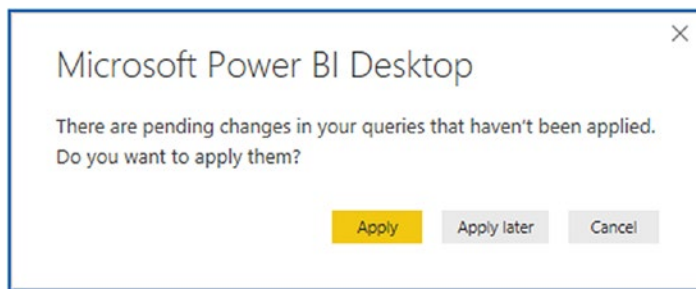 Microsoft Power BI Desktop
There are pending changes in your queries that haven't been applied.
Do you want to apply them?
Apply Apply later Cancel